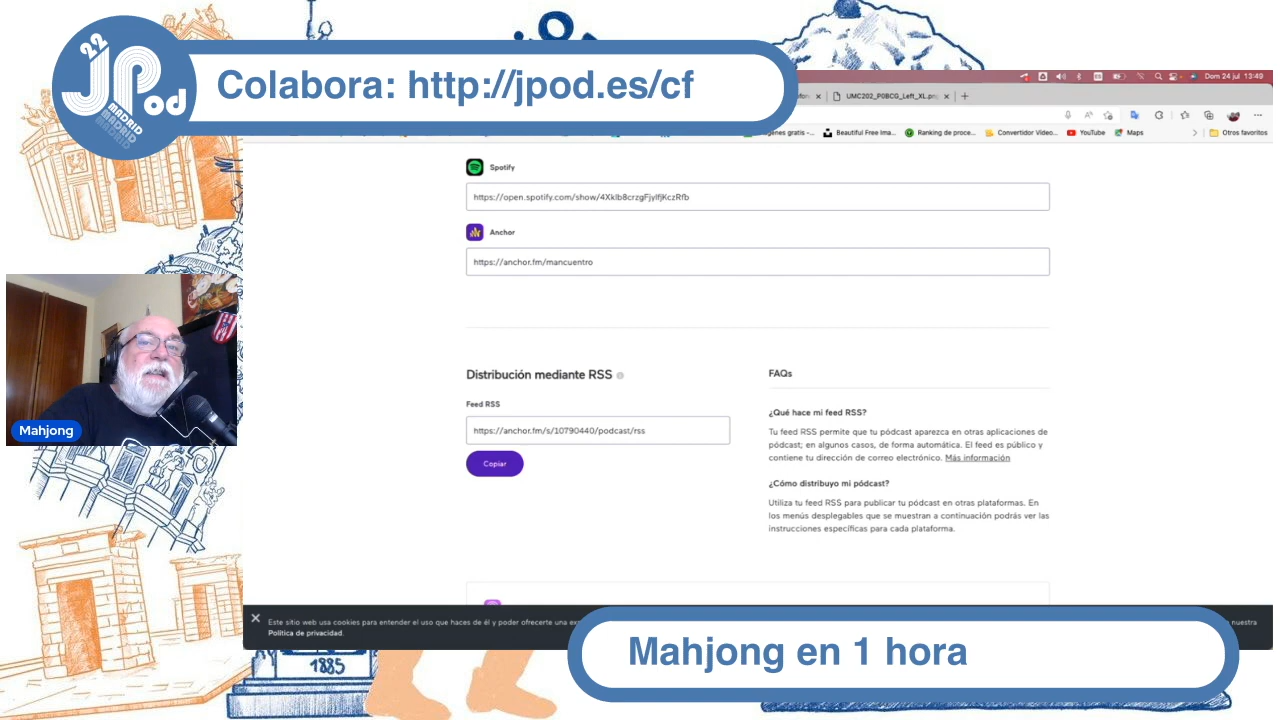 22
JPod
MADRID
MADRID
Colabora: http://jpod.es/cf
Dom 24 jul 13:49
UMC202_P0BCG_Left_XL.pn
Beautiful Free Ima...
Ranking de proce...
Convertidor Video...
YouTube
Maps
Otros favoritos
Spotify
https://open.spotify.com/show/4Xklb8crzgFjylfjKczRfb
Anchor
https://anchor.fm/mancuentro
Distribución mediante RSS
Feed RSS
https://anchor.fm/s/10790440/podcast/rss
Copiar
FAQs
¿Qué hace mi feed RSS?
Tu feed RSS permite que tu pódcast aparezca en otras aplicaciones de
pódcast; en algunos casos, de forma automática. El feed es público y
contiene tu dirección de correo electrónico. Más información
¿Cómo distribuyo mi pódcast?
Utiliza tu feed RSS para publicar tu pódcast en otras plataformas. En
los menús desplegables que se muestran a continuación podrás ver las
instrucciones específicas para cada plataforma.
Mahjong
Este sitio web usa cookies para entender el uso que haces de él y poder ofrecerte una
nuestra
Política de privacidad.
Mahjong en 1 hora
1885